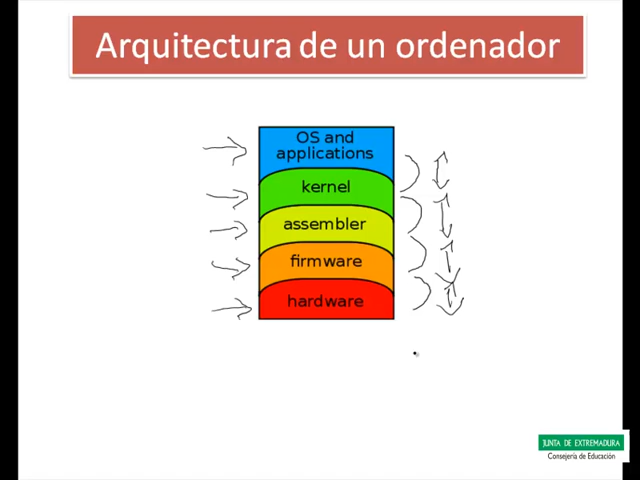 Arquitectura de un ordenador
OS and
applications
kernel
assembler
firmware
hardware
JUNTA DE EXTREMADURA
Consejería de Educación